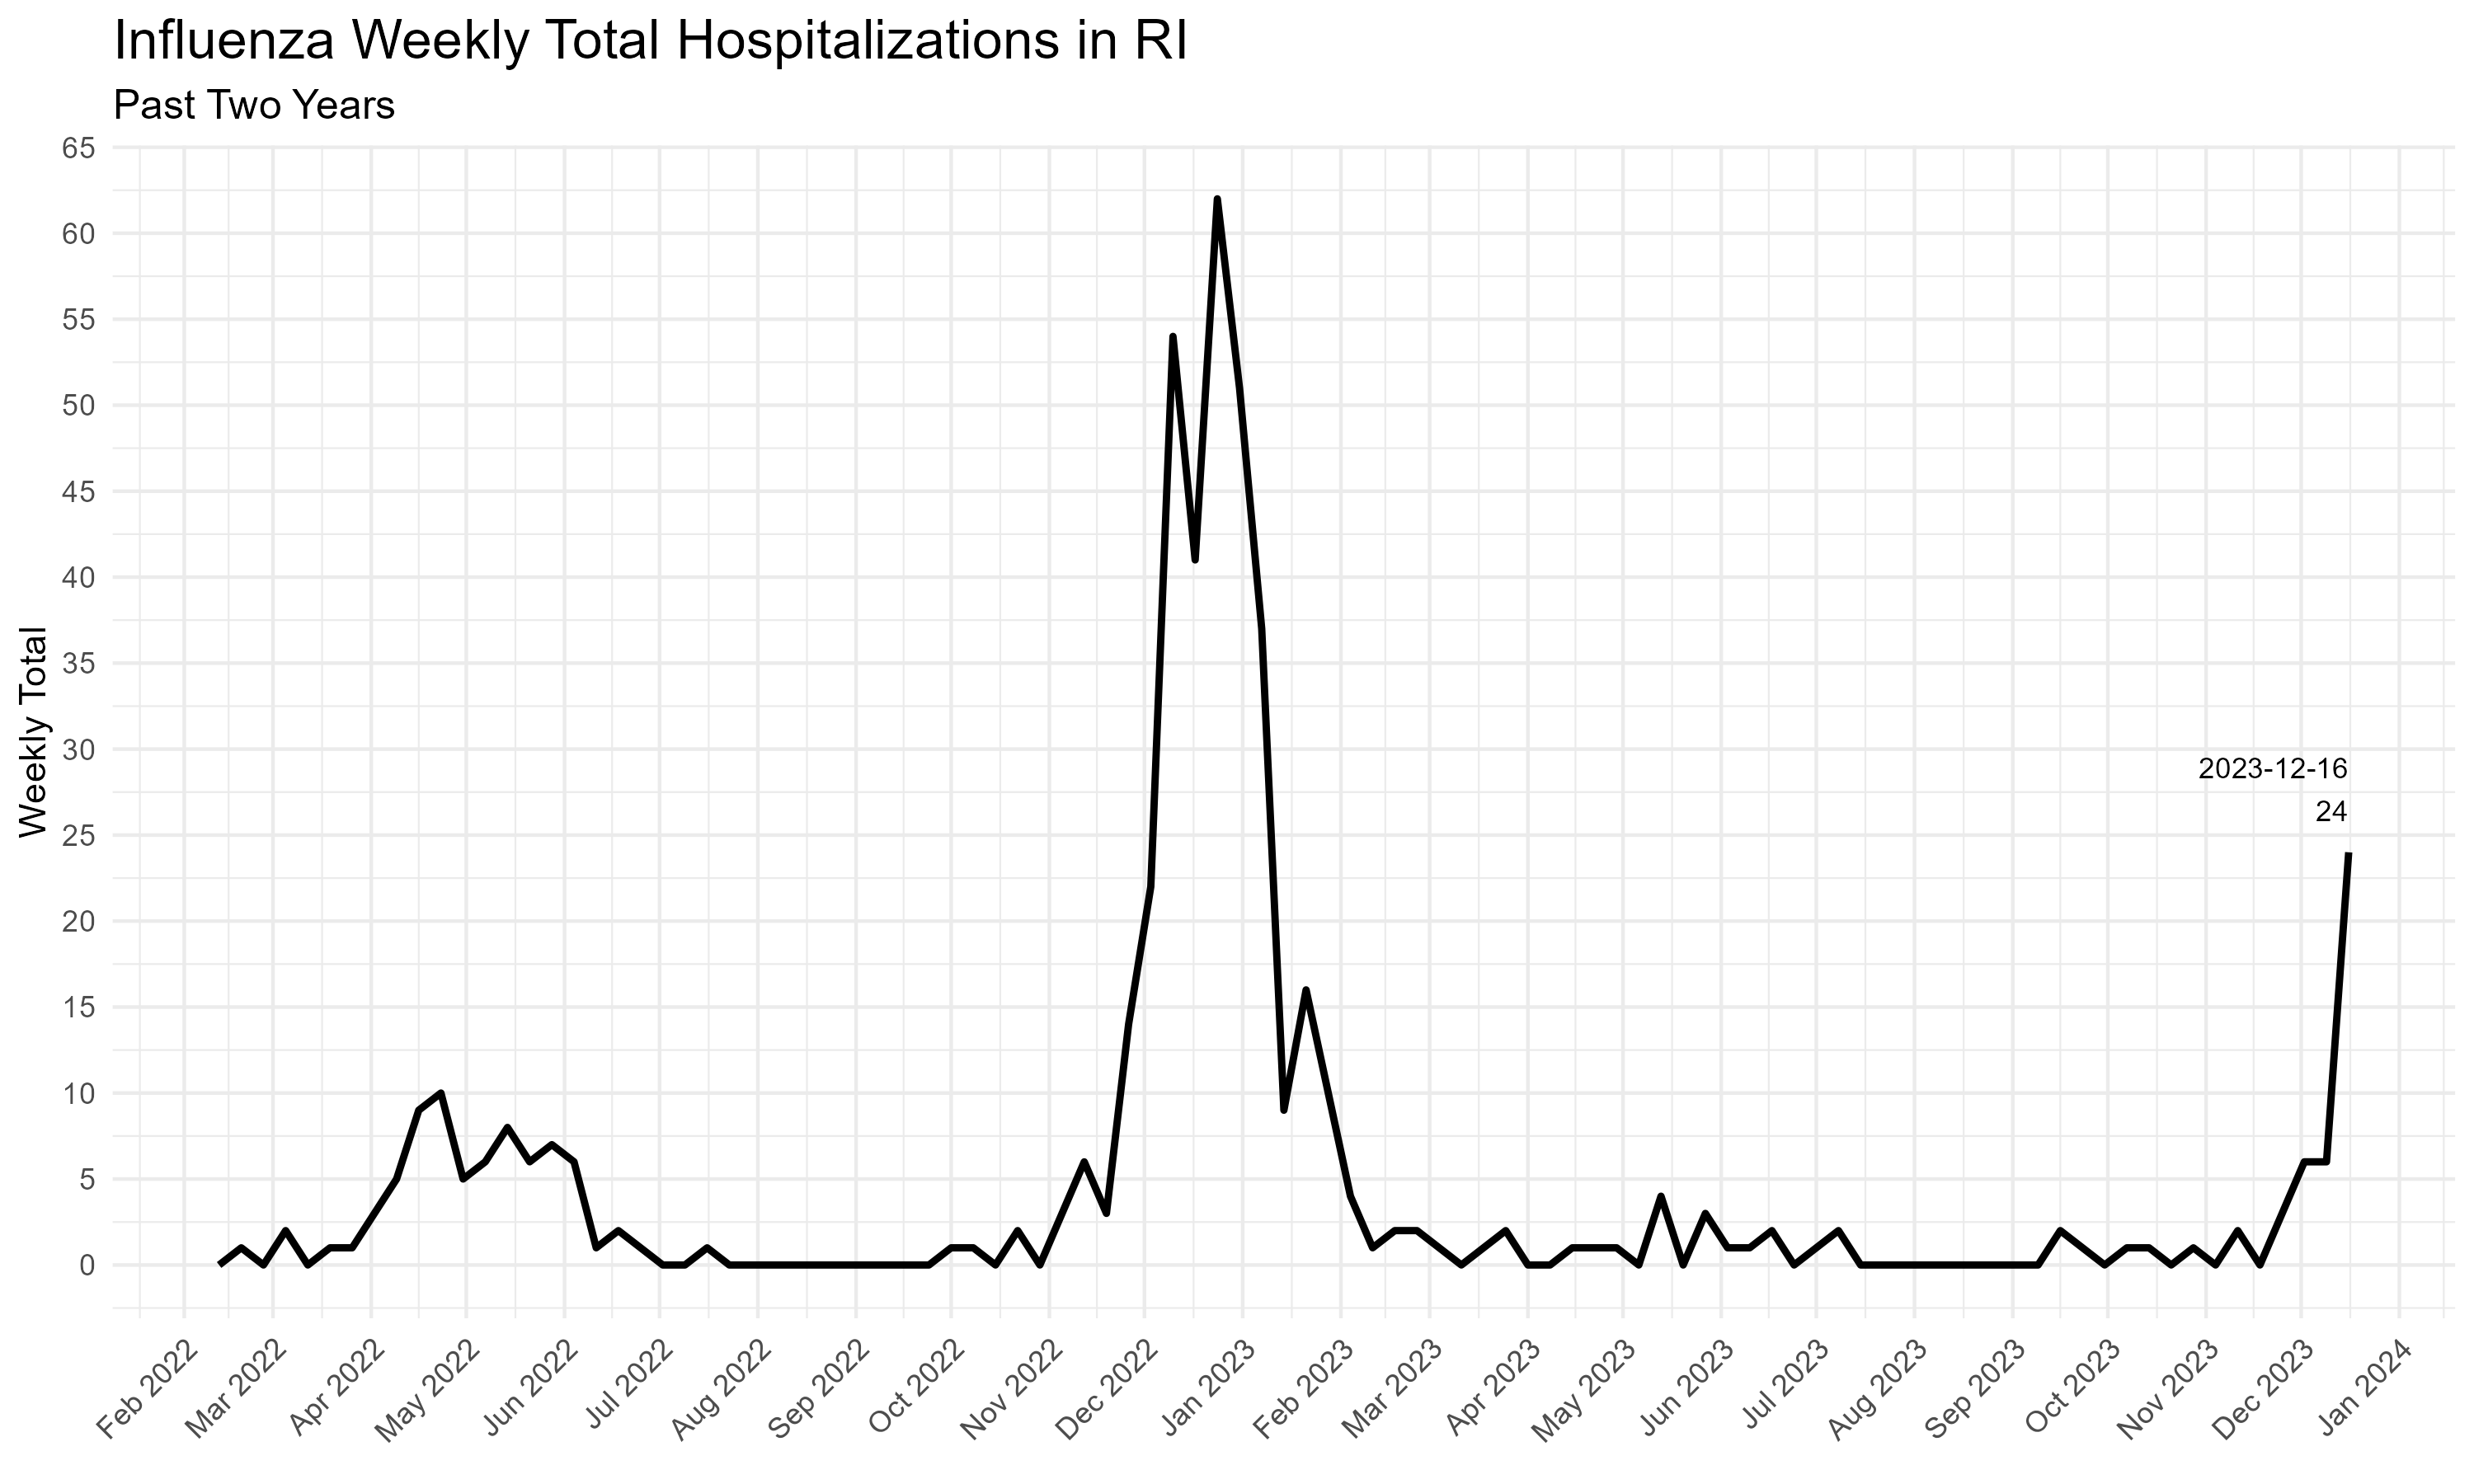 Influenza Weekly Total Hospitalizations in RI
Past Two Years
Weekly Total
65
60
55
50
45
40
35
30
25
20
15
10
5
0
2023-12-16
24
Feb 2022
Mar 2022
Apr 2022
May 2022
Jun 2022
Jul 2022
Aug 2022
Sep 2022
Oct 2022
Nov 2022
Dec 2022
Jan 2023
Feb 2023
Mar 2023
Apr 2023
May 2023
Jun 2023
Jul 2023
Aug 2023
Sep 2023
Oct 2023
Nov 2023
Dec 2023
Jan 2024